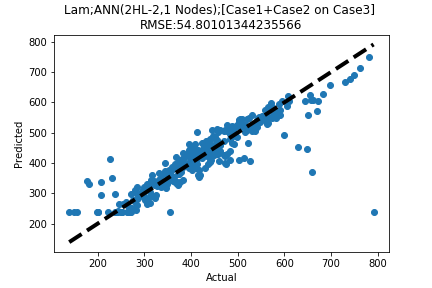 Lam;ANN(2HL-2,1 Nodes);[Case1+Case2 on Case3]
RMSE:54.80101344235566
800
700
600
500
400
300
200
Predicted
200 300 400 500 600 700 800
Actual